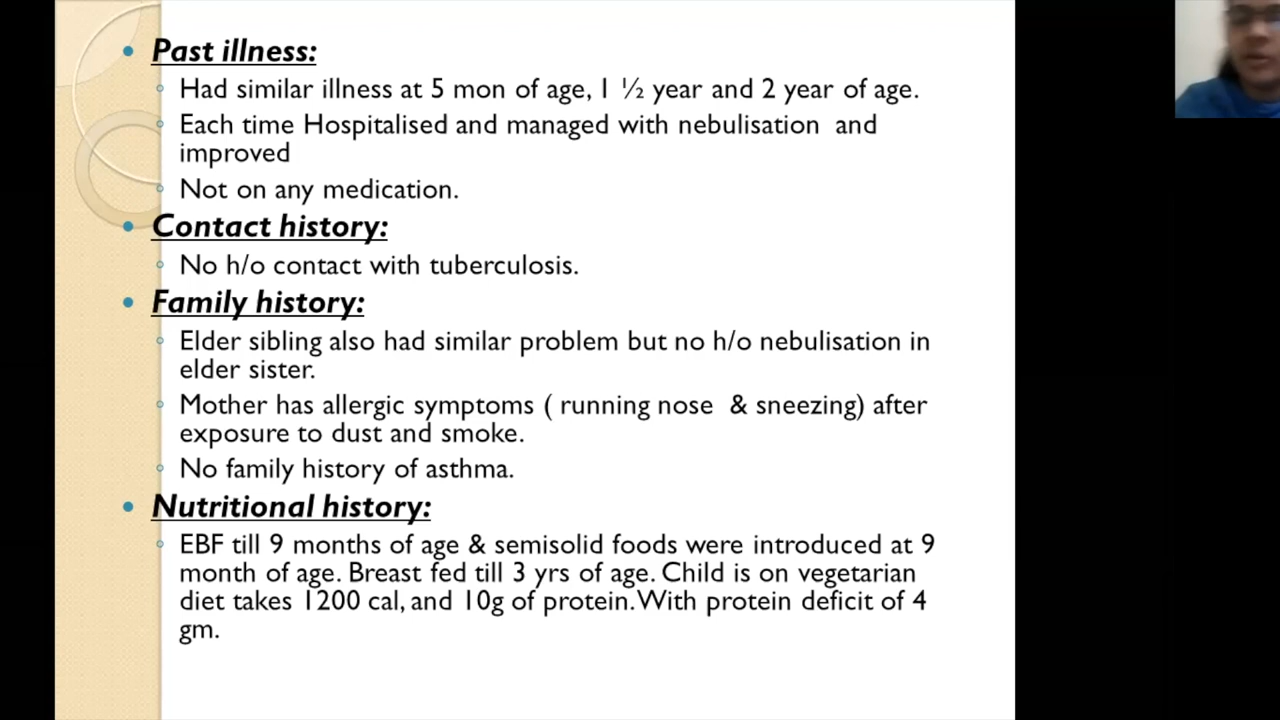 Past illness:
Had similar illness at 5 mon of age, 1 ½ year and 2 year of age.
Each time Hospitalised and managed with nebulisation and
improved
Not on any medication.
Contact history:
No h/o contact with tuberculosis.
Family history:
Elder sibling also had similar problem but no h/o nebulisation in
elder sister.
Mother has allergic symptoms ( running nose & sneezing) after
exposure to dust and smoke.
No family history of asthma.
Nutritional history:
EBF till 9 months of age & semisolid foods were introduced at 9
month of age. Breast fed till 3 yrs of age. Child is on vegetarian
diet takes 1200 cal, and 10g of protein. With protein deficit of 4
gm.